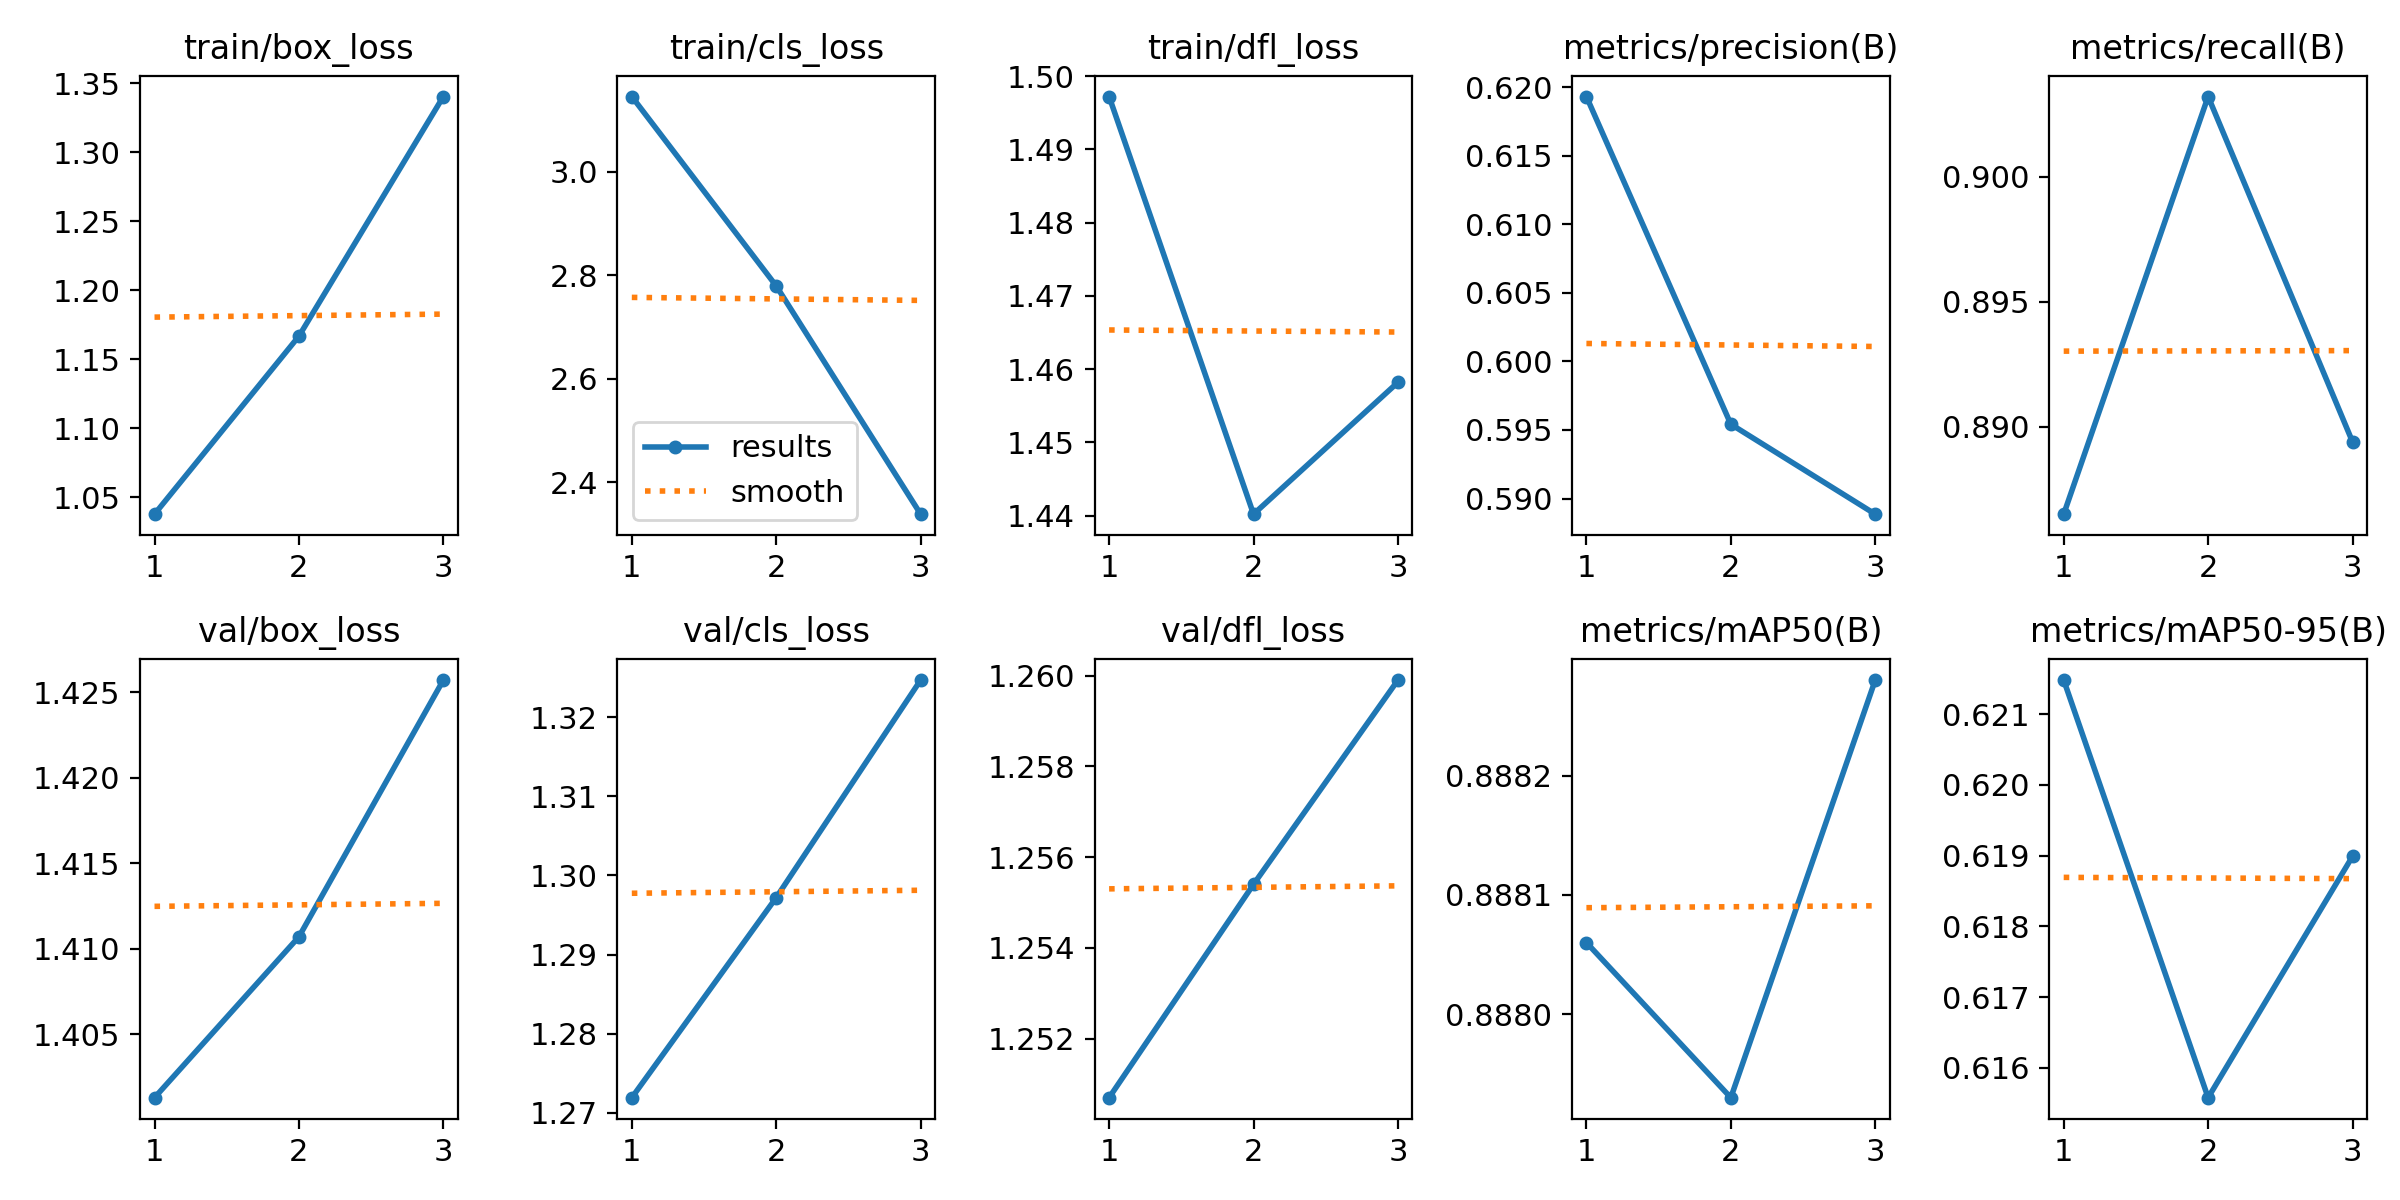 train/box_loss
1.35
1.30
1.25
1.20
1.15
1.10
1.05
1 2 3
train/cls_loss
3.0
2.8
2.6
2.4
results
smooth
1 2 3
train/dfl_loss
1.50
1.49
1.48
1.47
1.46
1.45
1.44
1 2 3
metrics/precision(B)
0.620
0.615
0.610
0.605
0.600
0.595
0.590
1 2 3
metrics/recall(B)
0.900
0.895
0.890
1 2 3
val/box_loss
1.425
1.420
1.415
1.410
1.405
1 2 3
val/cls_loss
1.32
1.31
1.30
1.29
1.28
1.27
1 2 3
val/dfl_loss
1.260
1.258
1.256
1.254
1.252
1 2 3
metrics/mAP50(B)
0.8882
0.8881
0.8880
1 2 3
metrics/mAP50-95(B)
0.621
0.620
0.619
0.618
0.617
0.616
1 2 3